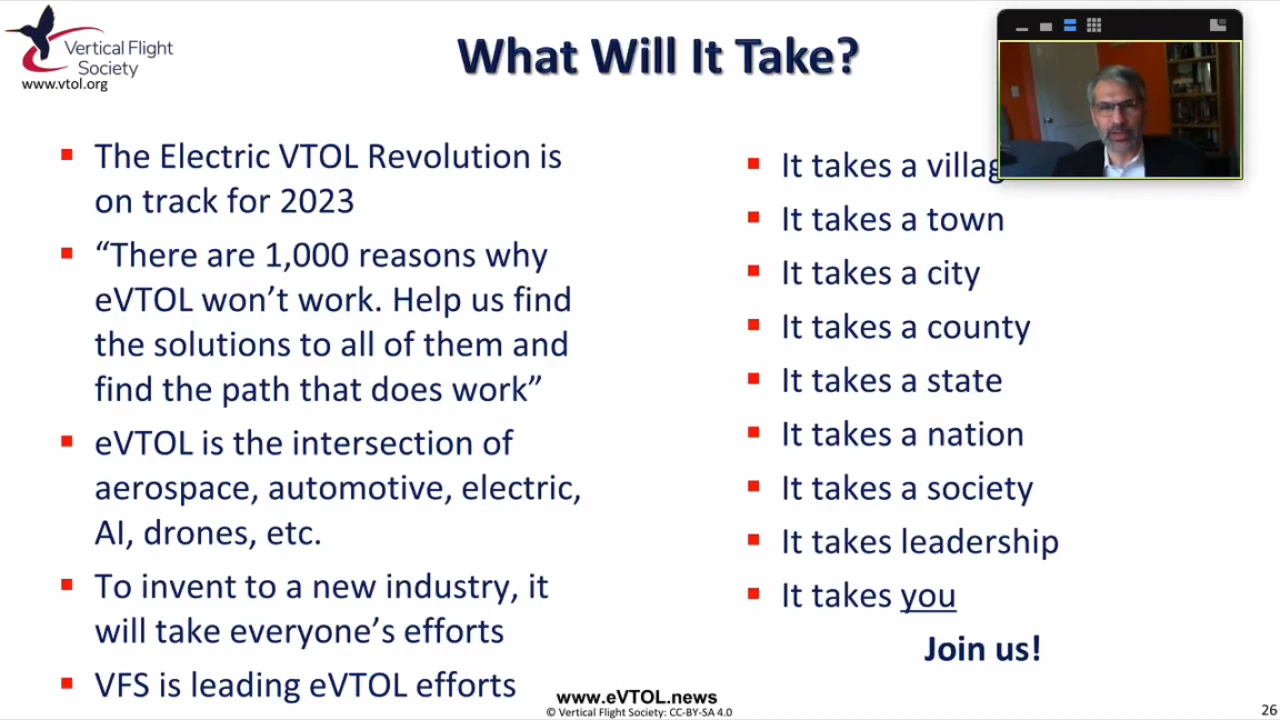 Vertical Flight
Society
www.vtol.org
What Will It Take?
The Electric VTOL Revolution is
on track for 2023
“There are 1,000 reasons why
eVTOL won’t work. Help us find
the solutions to all of them and
find the path that does work”
eVTOL is the intersection of
aerospace, automotive, electric,
AI, drones, etc.
To invent to a new industry, it
will take everyone’s efforts
VFS is leading eVTOL efforts
It takes a villag
It takes a town
It takes a city
It takes a county
It takes a state
It takes a nation
It takes a society
It takes leadership
It takes you
Join us!
www.eVTOL.news
© Vertical Flight Society: CC-BY-SA 4.0
26